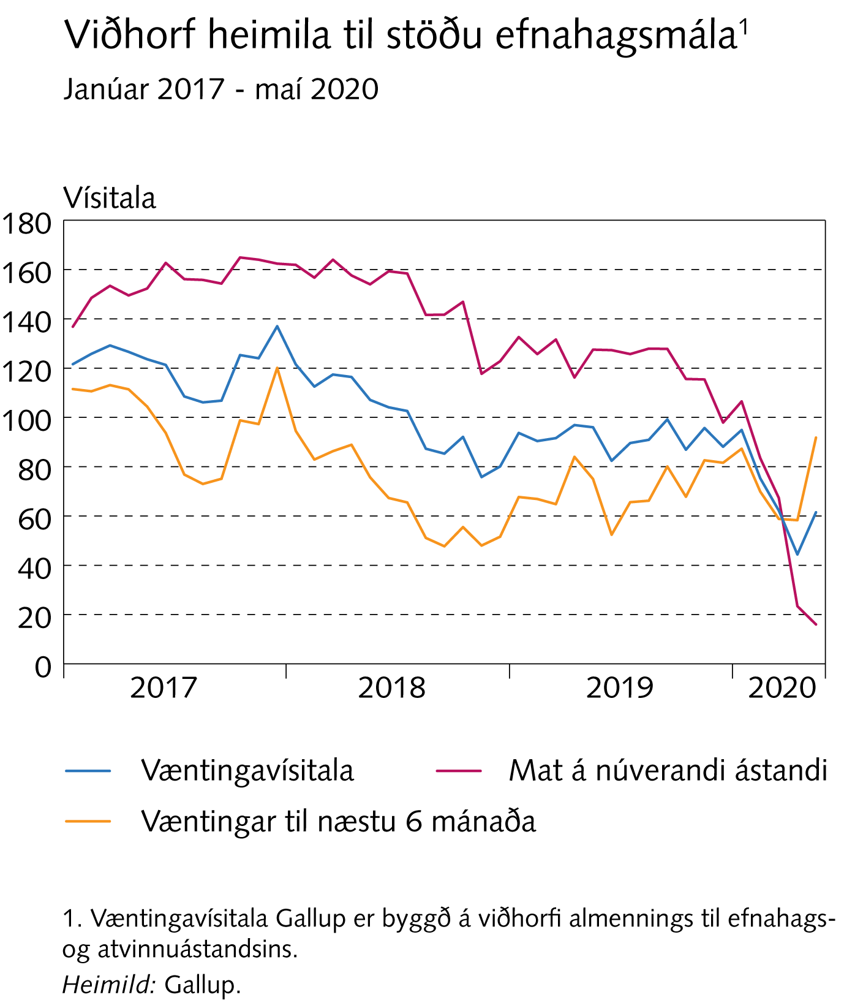 Viðhorf heimila til stöðu efnahagsmála¹
Janúar 2017 - maí 2020
Vísitala
180
160
140
120
100
80
60
40
20
0
2017 2018 2019 2020
Væntingavísitala Mat á núverandi ástandi
Væntingar til næstu 6 mánaða
1. Væntingavísitala Gallup er byggð á viðhorfi almennings til efnahags-
og atvinnuástandsins.
Heimild: Gallup.